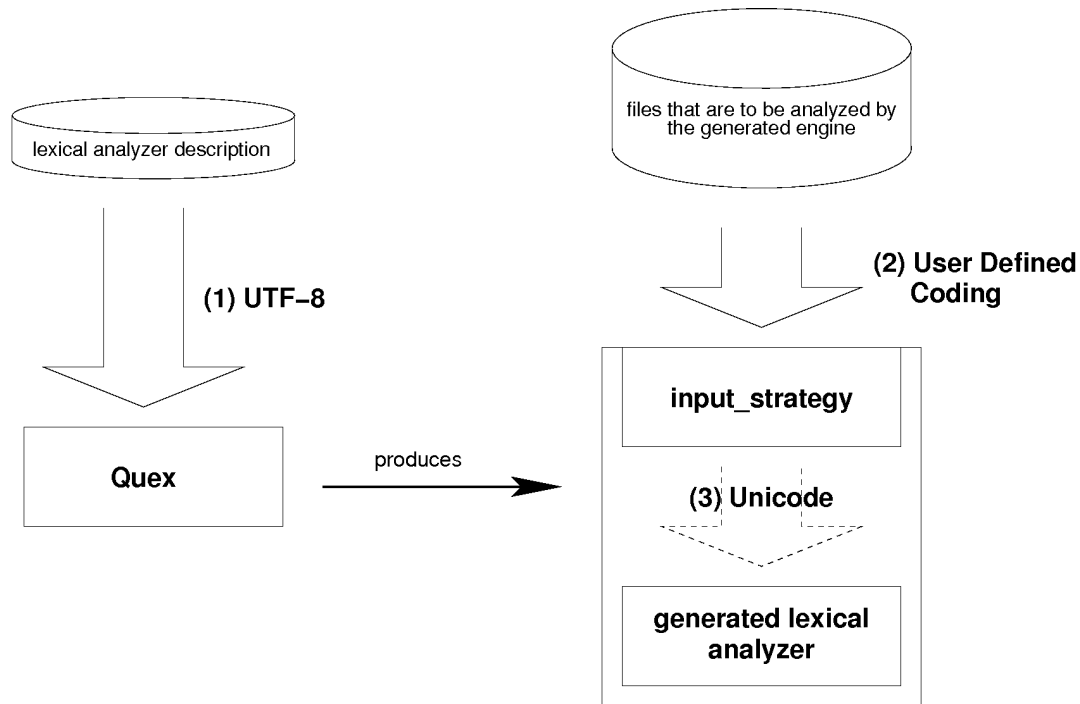 files that are to be analyzed by
the generated engine
lexical analyzer description
(1) UTF–8
(2) User Defined
Coding
input_strategy
Quex
produces
(3) Unicode
generated lexical
analyzer